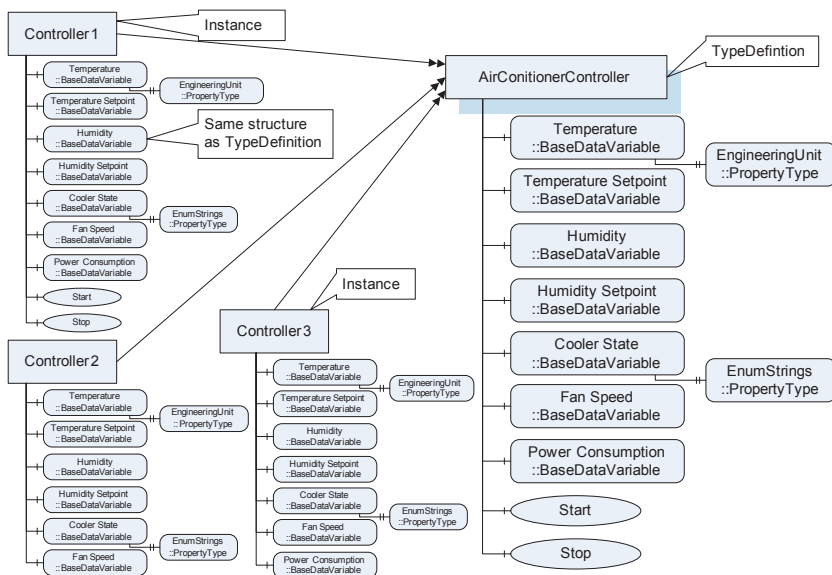 Controller1
Instance
Temperature
::BaseDataVariable
EngineeringUnit
::PropertyType
Temperature Setpoint
::BaseDataVariable
Humidity
::BaseDataVariable
Same structure
as TypeDefinition
Humidity Setpoint
::BaseDataVariable
Cooler State
::BaseDataVariable
EnumStrings
::PropertyType
Fan Speed
::BaseDataVariable
Power Consumption
::BaseDataVariable
Start
Stop
Controller2
Temperature
::BaseDataVariable
EngineeringUnit
::PropertyType
Temperature Setpoint
::BaseDataVariable
Humidity
::BaseDataVariable
Humidity Setpoint
::BaseDataVariable
Cooler State
::BaseDataVariable
EnumStrings
::PropertyType
Fan Speed
::BaseDataVariable
Instance
Controller3
Temperature
::BaseDataVariable
EngineeringUnit
::PropertyType
Temperature Setpoint
::BaseDataVariable
Humidity
::BaseDataVariable
Humidity Setpoint
::BaseDataVariable
Cooler State
::BaseDataVariable
EnumStrings
::PropertyType
Fan Speed
::BaseDataVariable
Power Consumption
::BaseDataVariable
TypeDefintion
AirConitionerController
Temperature
::BaseDataVariable
EngineeringUnit
::PropertyType
Temperature Setpoint
::BaseDataVariable
Humidity
::BaseDataVariable
Humidity Setpoint
::BaseDataVariable
Cooler State
::BaseDataVariable
EnumStrings
::PropertyType
Fan Speed
::BaseDataVariable
Power Consumption
::BaseDataVariable
Start
Stop